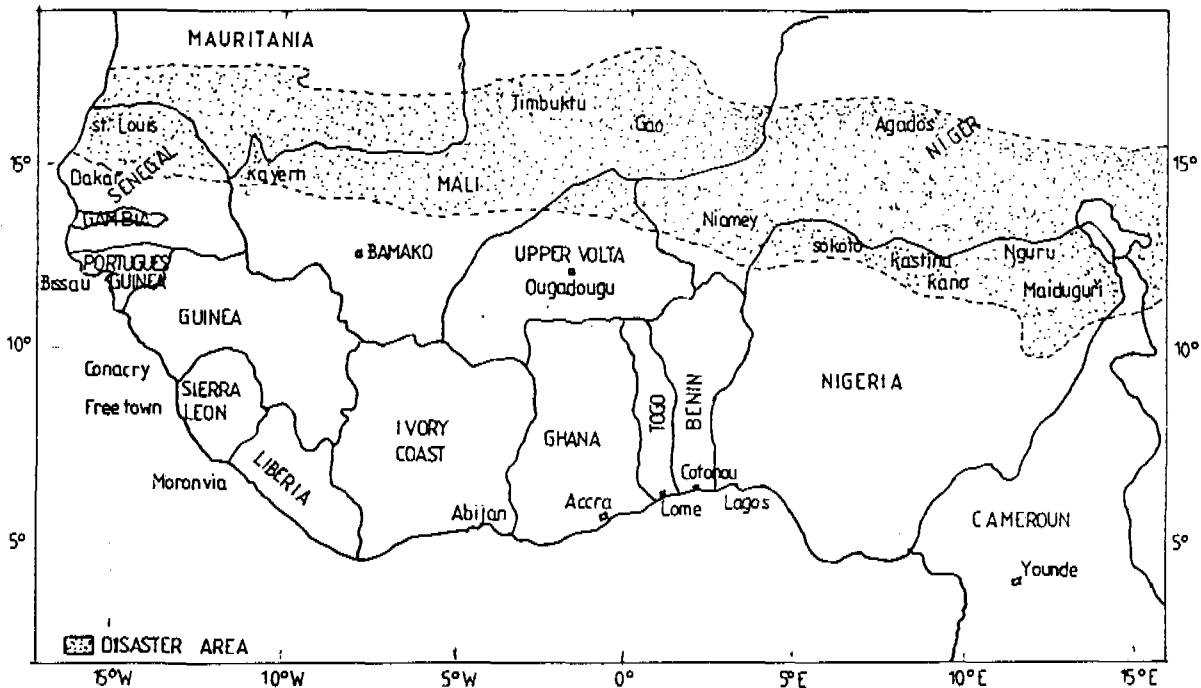 MAURITANIA
Timbuktu
Gao
Agadós
NIGER
st. Louis
15°
15°
Dakar
SENEGAL
Kayern
MALI
GAMBIA
Niamey
BAMAKO
UPPER VOLTA
Ougadougu
sokoto
kastina
kano
Nguru
Maiduguri
PORTUGUES
GUINEA
Bissau
GUINEA
10°
10°
Conacry
Free town
SIERRA
LEON
LIBERIA
Moronvia
IVORY
COAST
Abijan
GHANA
Accra
TOGO
Lome
BENIN
Cotonou
Lagos
NIGERIA
CAMEROUN
Younde
5°
5°
DISASTER AREA
15°W
10°W
5°W
0°
5°E
10°E
15°E